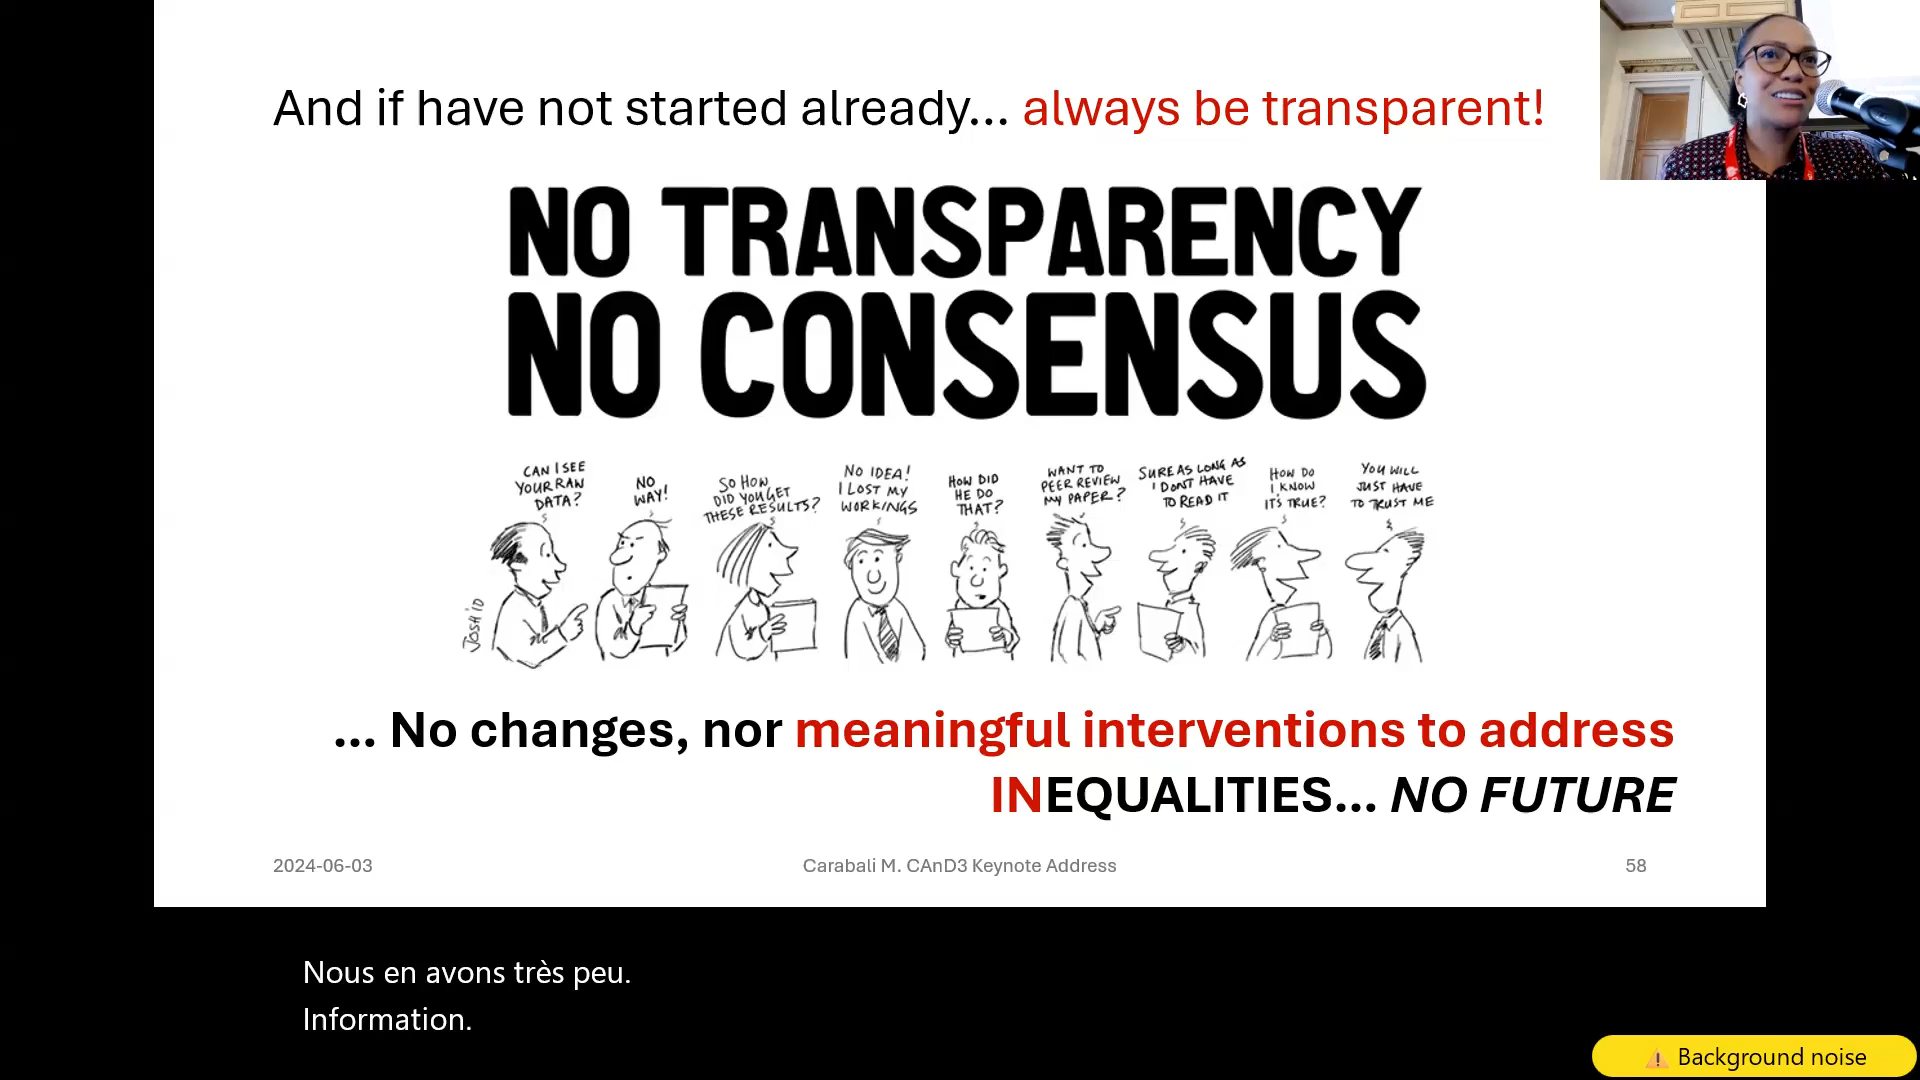 And if have not started already... always be transparent!
NO TRANSPARENCY
NO CONSENSUS
CAN I SEE
YOUR RAW
DATA?
NO
WAY!
SO HOW
DID YOU GET
THESE RESULTS?
NO IDEA!
I LOST MY
WORKINGS
HOW DID
HE DO
THAT?
WANT TO
PEER REVIEW
MY PAPER?
SURE AS LONG AS
I DON'T HAVE
TO READ IT
HOW DO
I KNOW
IT'S TRUE?
YOU WILL
JUST HAVE
TO TRUST ME
... No changes, nor meaningful interventions to address
INEQUALITIES... NO FUTURE
2024-06-03
Carabali M. CAnD3 Keynote Address
58
Nous en avons très peu.
Information.
Background noise